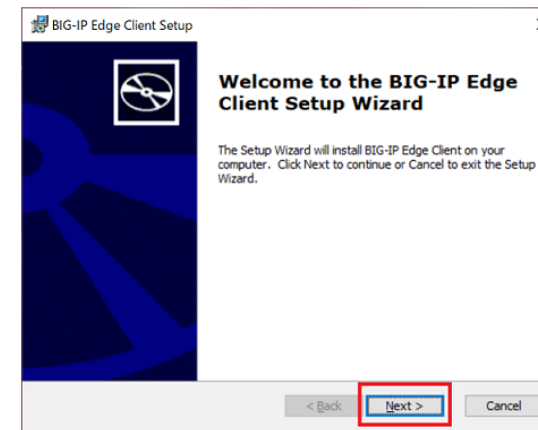 BIG-IP Edge Client Setup
Welcome to the BIG-IP Edge
Client Setup Wizard
The Setup Wizard will install BIG-IP Edge Client on your
computer. Click Next to continue or Cancel to exit the Setup
Wizard.
< Back Next > Cancel